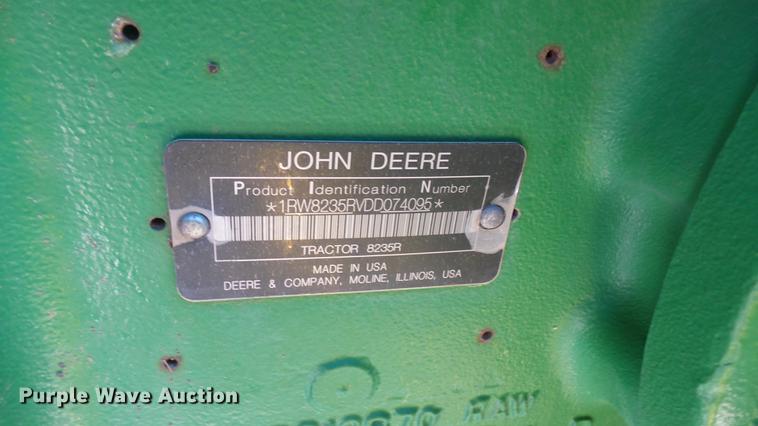 JOHN DEERE
Product Identification Number
*1RW8235RVDD074095*
TRACTOR 8235R
MADE IN USA
DEERE & COMPANY, MOLINE, ILLINOIS, USA
RAW
Purple Wave Auction